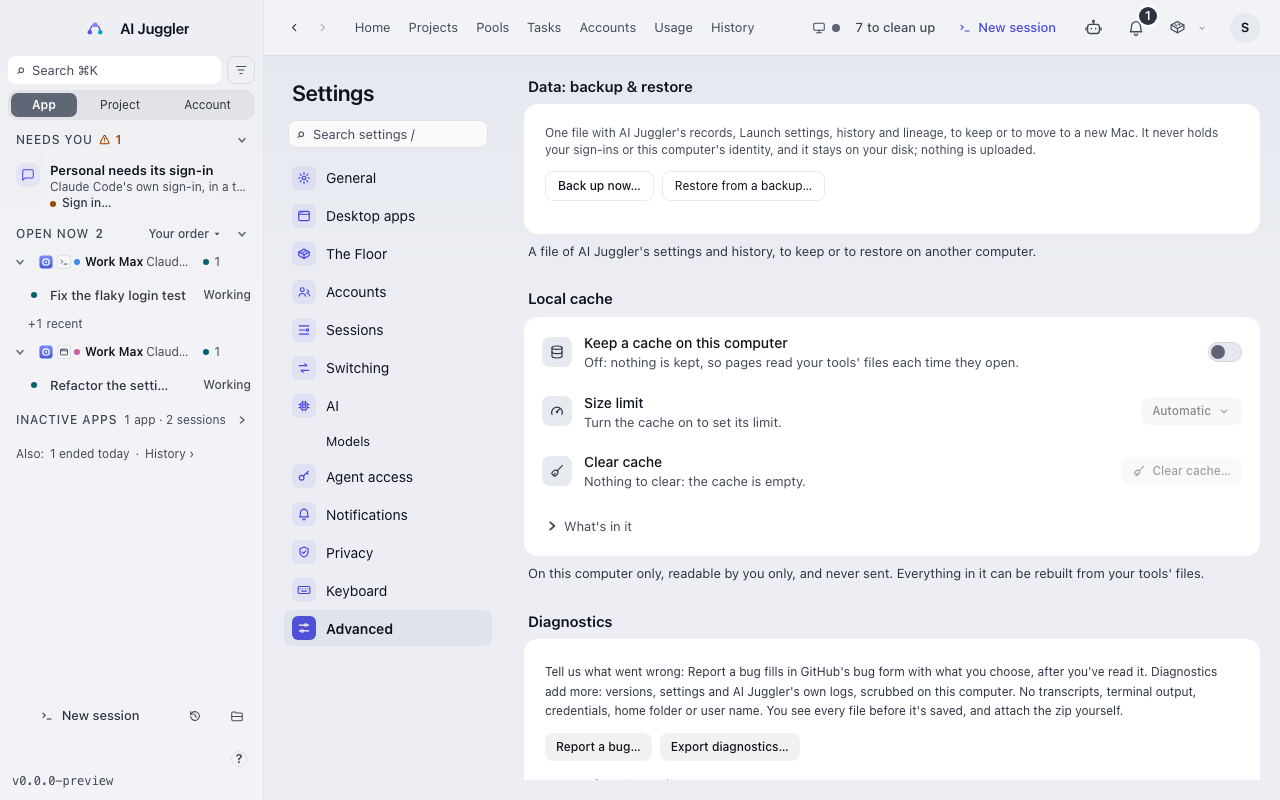 AI Juggler
Search ⌘K
App
Project
Account
NEEDS YOU 1
Personal needs its sign-in
Claude Code's own sign-in, in a t…
Sign in…
OPEN NOW 2
Your order
Work Max Claud… 1
Fix the flaky login test Working
+1 recent
Work Max Claud… 1
Refactor the setti… Working
INACTIVE APPS 1 app · 2 sessions
Also: 1 ended today · History ›
New session
?
v0.0.0-preview
Home
Projects
Pools
Tasks
Accounts
Usage
History
7 to clean up
New session
1
S
Settings
Search settings /
General
Desktop apps
The Floor
Accounts
Sessions
Switching
AI
Models
Agent access
Notifications
Privacy
Keyboard
Advanced
Data: backup & restore
One file with AI Juggler's records, Launch settings, history and lineage, to keep or to move to a new Mac. It never holds
your sign-ins or this computer's identity, and it stays on your disk; nothing is uploaded.
Back up now…
Restore from a backup…
A file of AI Juggler's settings and history, to keep or to restore on another computer.
Local cache
Keep a cache on this computer
Off: nothing is kept, so pages read your tools' files each time they open.
Size limit
Turn the cache on to set its limit.
Automatic
Clear cache
Nothing to clear: the cache is empty.
Clear cache…
What's in it
On this computer only, readable by you only, and never sent. Everything in it can be rebuilt from your tools' files.
Diagnostics
Tell us what went wrong: Report a bug fills in GitHub's bug form with what you choose, after you've read it. Diagnostics
add more: versions, settings and AI Juggler's own logs, scrubbed on this computer. No transcripts, terminal output,
credentials, home folder or user name. You see every file before it's saved, and attach the zip yourself.
Report a bug…
Export diagnostics…